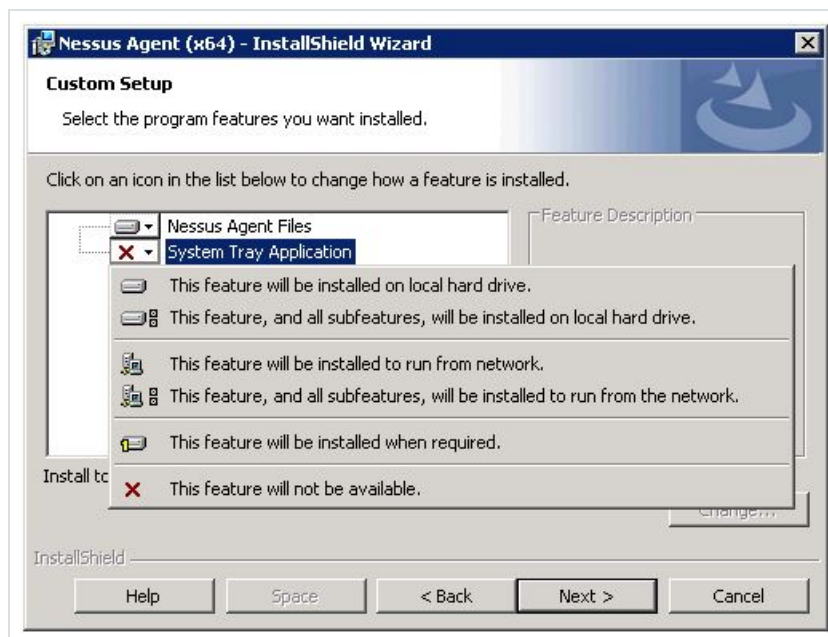 Nessus Agent (x64) - InstallShield Wizard
Custom Setup
Select the program features you want installed.
Click on an icon in the list below to change how a feature is installed.
Nessus Agent Files
Feature Description
System Tray Application
This feature will be installed on local hard drive.
This feature, and all subfeatures, will be installed on local hard drive.
This feature will be installed to run from network.
This feature, and all subfeatures, will be installed to run from the network.
This feature will be installed when required.
Install to
This feature will not be available.
Change...
InstallShield
Help
Space
< Back
Next >
Cancel